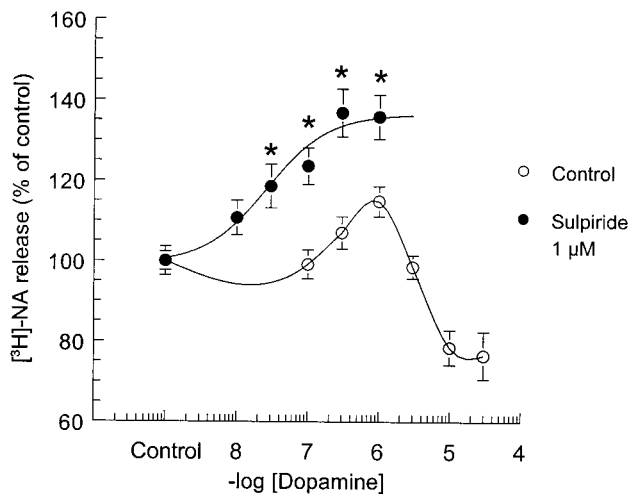 160
140
120
100
80
60
[³H]-NA release (% of control)
*
*
*
*
Control
Sulpiride
1 µM
Control 8 7 6 5 4
-log [Dopamine]